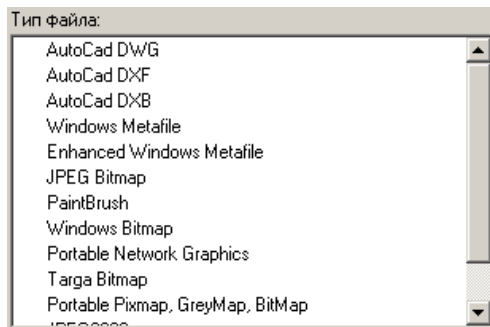 Тип файла:
AutoCad DWG
AutoCad DXF
AutoCad DXB
Windows Metafile
Enhanced Windows Metafile
JPEG Bitmap
PaintBrush
Windows Bitmap
Portable Network Graphics
Targa Bitmap
Portable Pixmap, GreyMap, BitMap